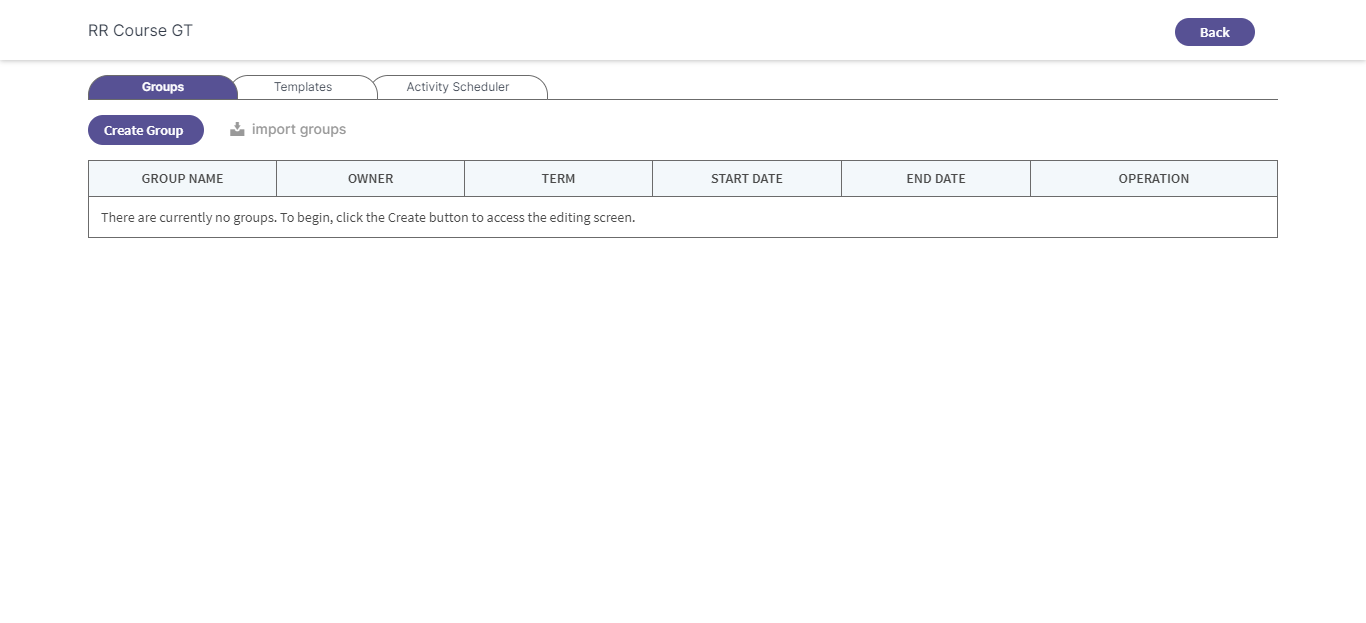 RR Course GT
Back
Groups
Templates
Activity Scheduler
Create Group
import groups
GROUP NAME
OWNER
TERM
START DATE
END DATE
OPERATION
There are currently no groups. To begin, click the Create button to access the editing screen.